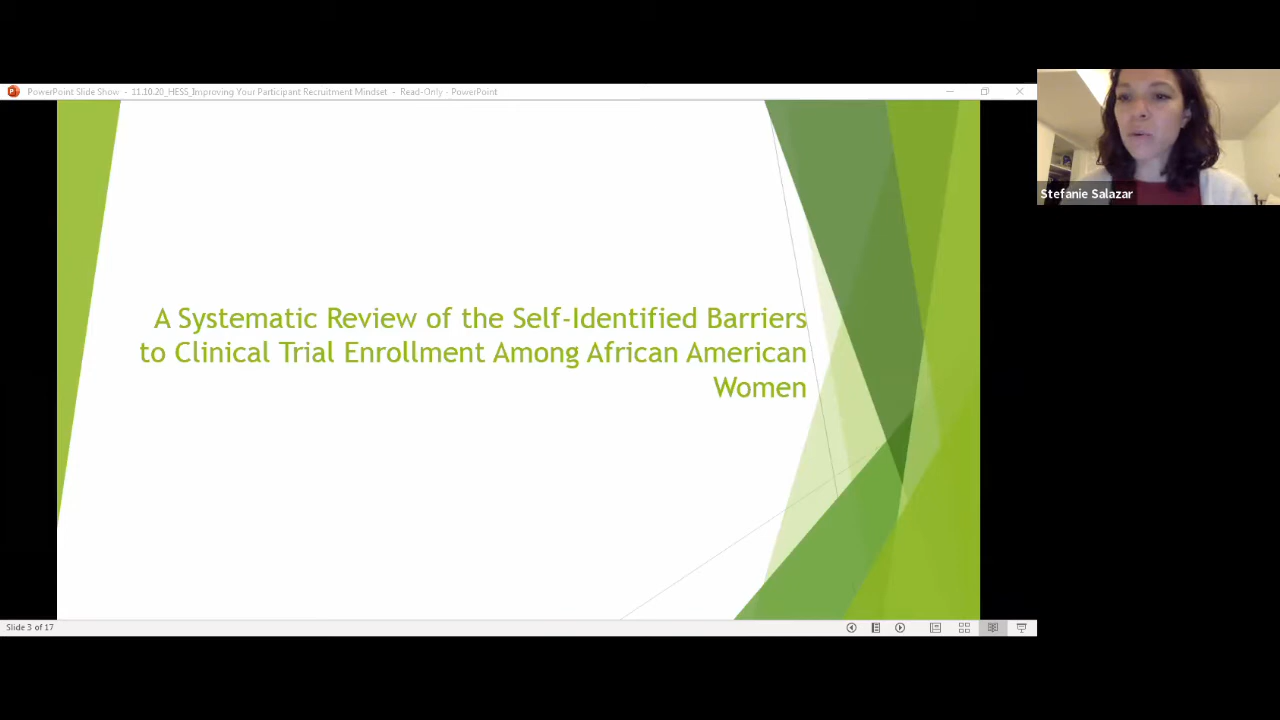 PowerPoint Slide Show - 11.10.20_HESS_Improving Your Participant Recruitment Mindset - Read-Only - PowerPoint
Stefanie Salazar
A Systematic Review of the Self-Identified Barriers
to Clinical Trial Enrollment Among African American
Women
Slide 3 of 17